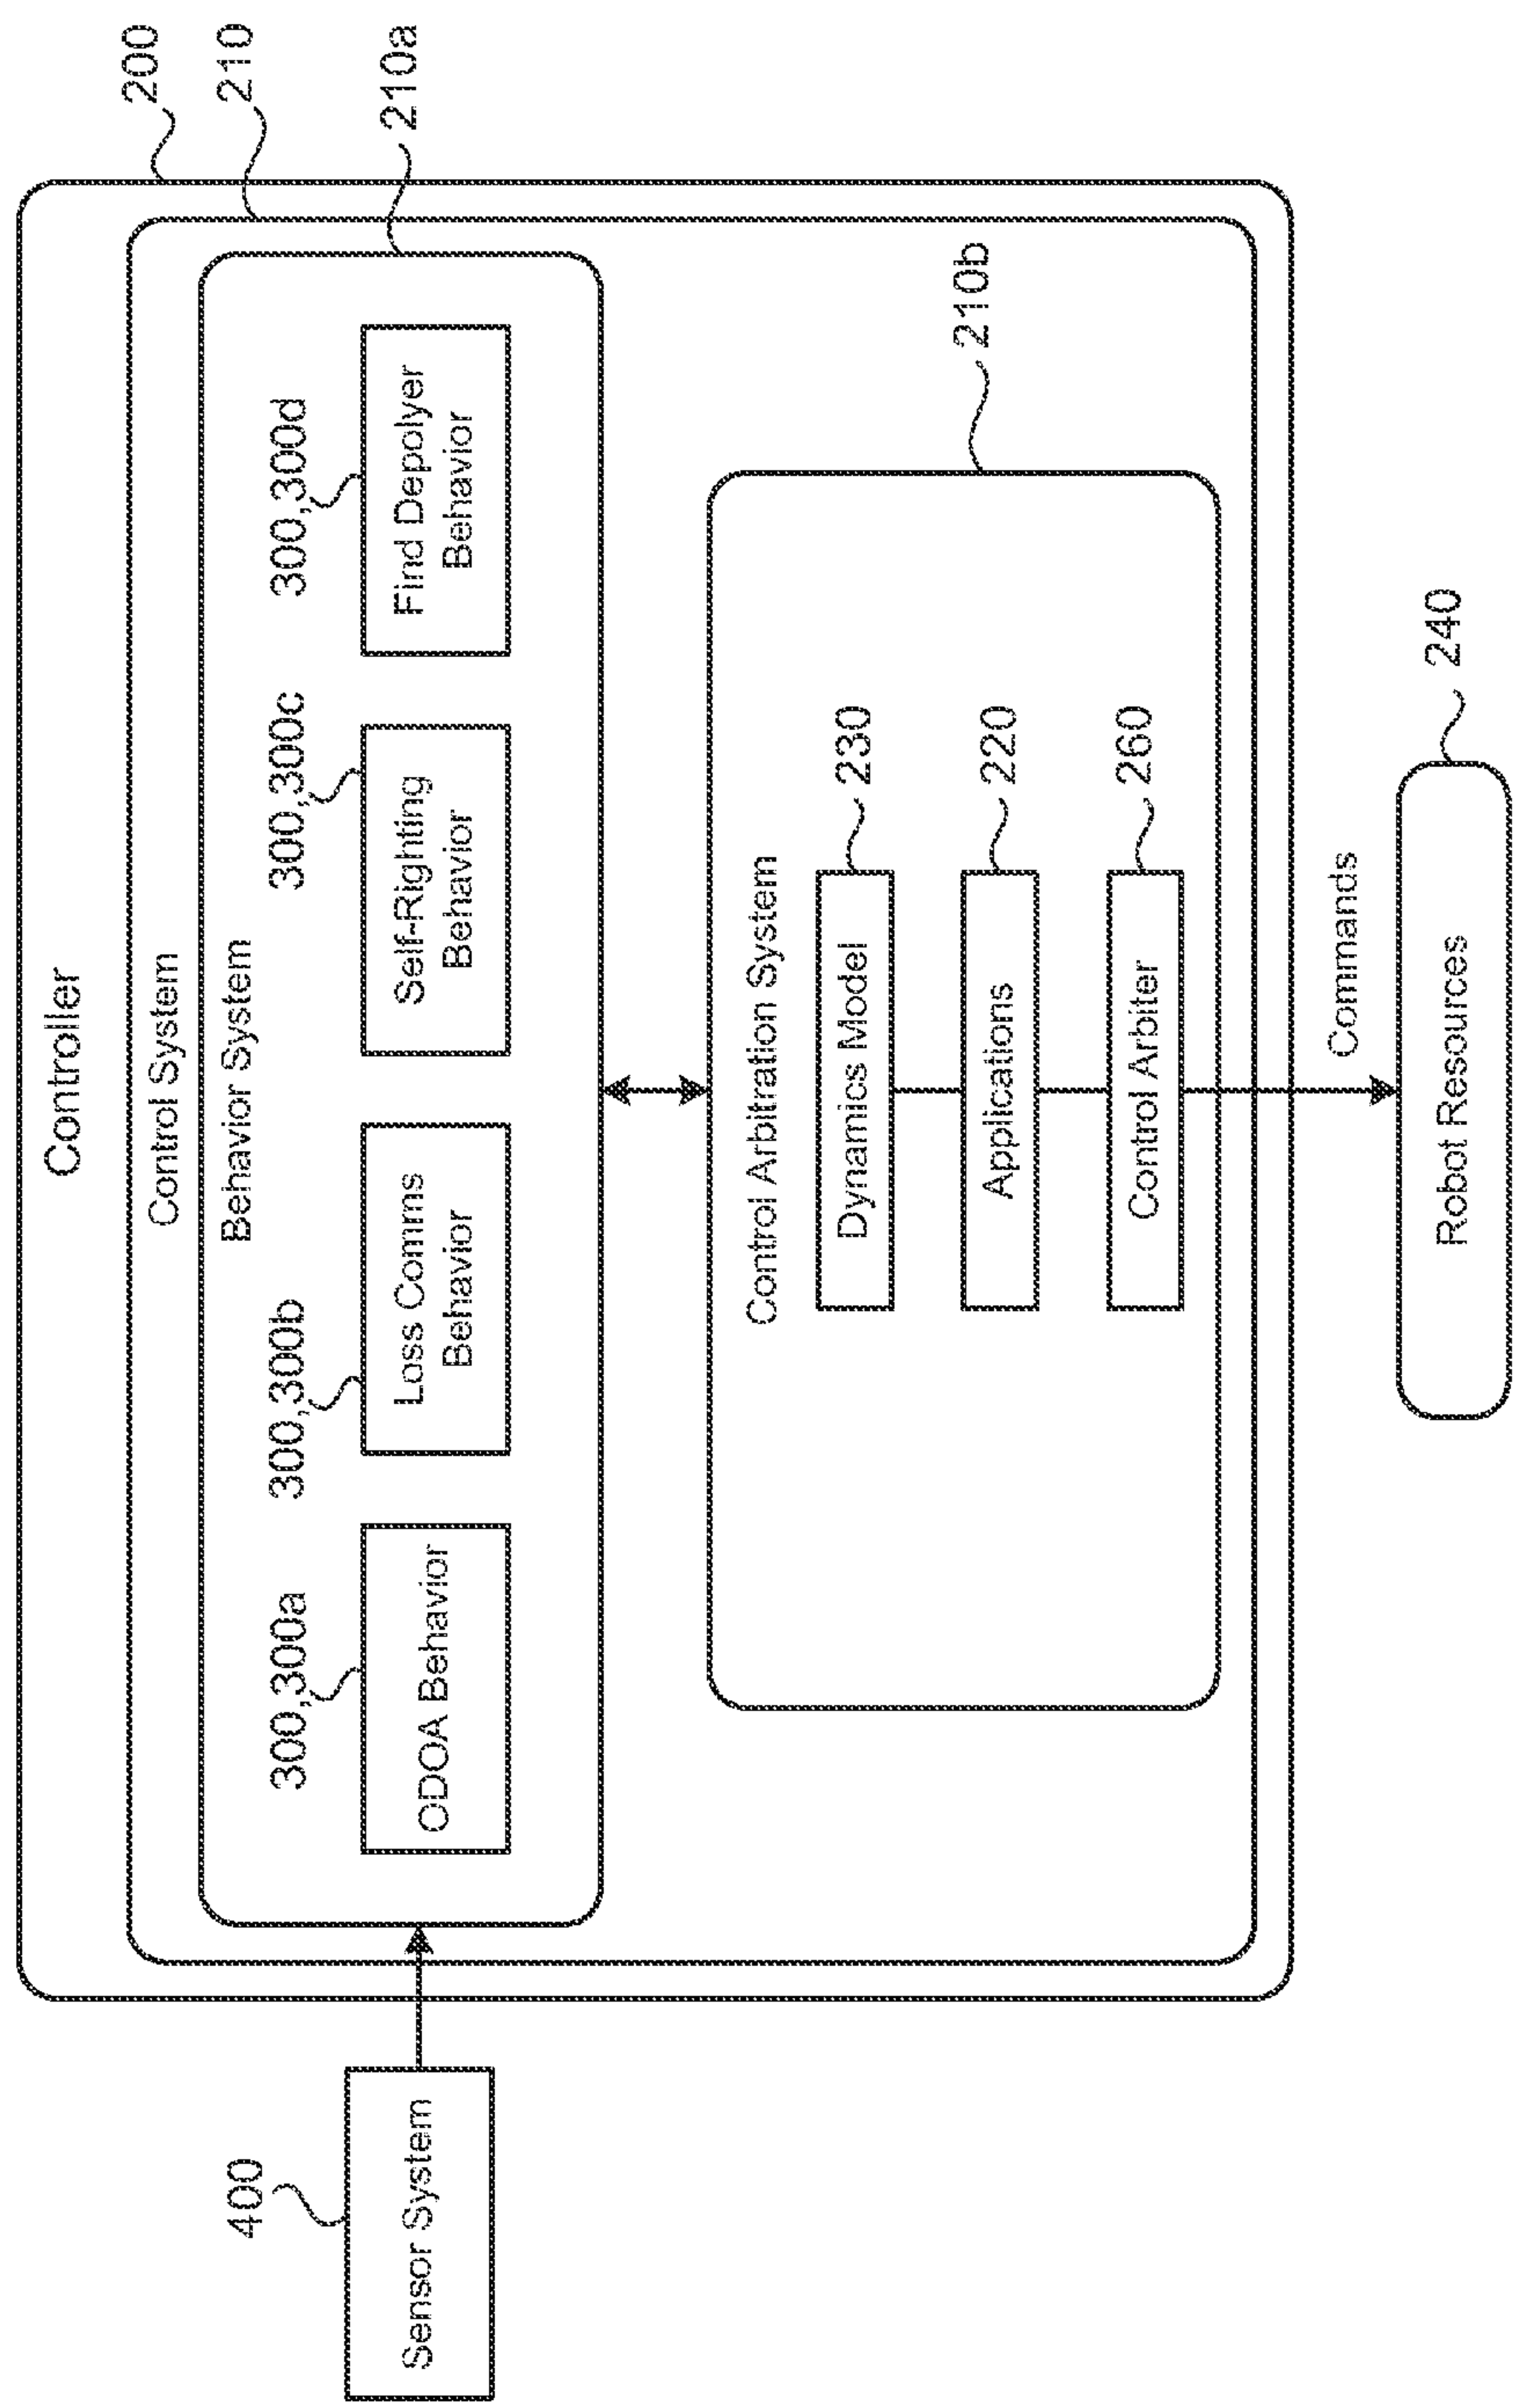 Controller
200
Control System
210
Behavior System
210a
300,300a
300,300b
300,300c
300,300d
ODOA Behavior
Loss Comms
Behavior
Self-Righting
Behavior
Find Depolyer
Behavior
400
Sensor System
210b
Control Arbitration System
Dynamics Model
230
Applications
220
Control Arbiter
260
Commands
Robot Resources
240